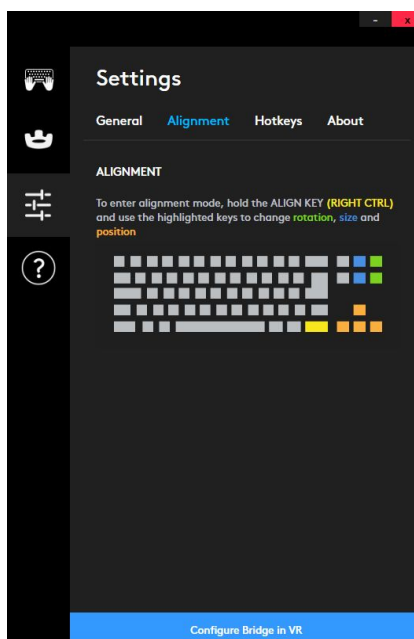 - x
Settings
General Alignment Hotkeys About
ALIGNMENT
To enter alignment mode, hold the ALIGN KEY (RIGHT CTRL)
and use the highlighted keys to change rotation, size and
position
?
Configure Bridge in VR